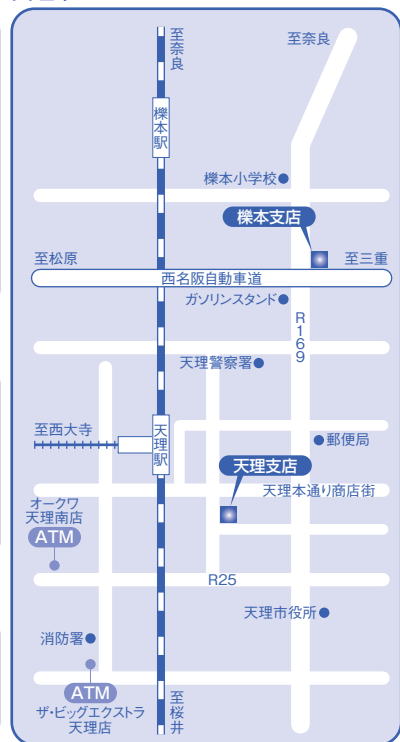 至奈良
至奈良
櫟本駅
櫟本小学校
櫟本支店
至松原
至三重
西名阪自動車道
ガソリンスタンド
R169
天理警察署
至西大寺
天理駅
郵便局
天理支店
天理本通り商店街
オークワ
天理南店
ATM
R25
天理市役所
消防署
ATM
ザ・ビッグエクストラ
天理店
至桜井